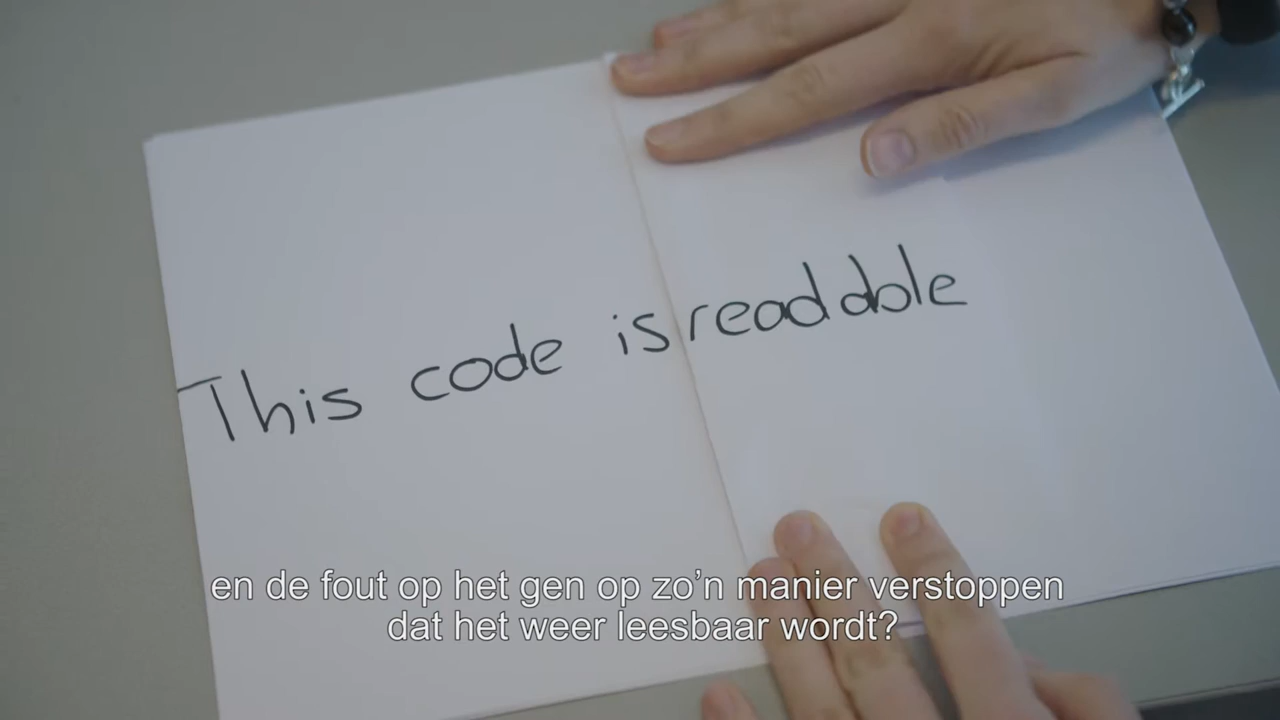 This code is readable
en de fout op het gen op zo’n manier verstoppen
dat het weer leesbaar wordt?